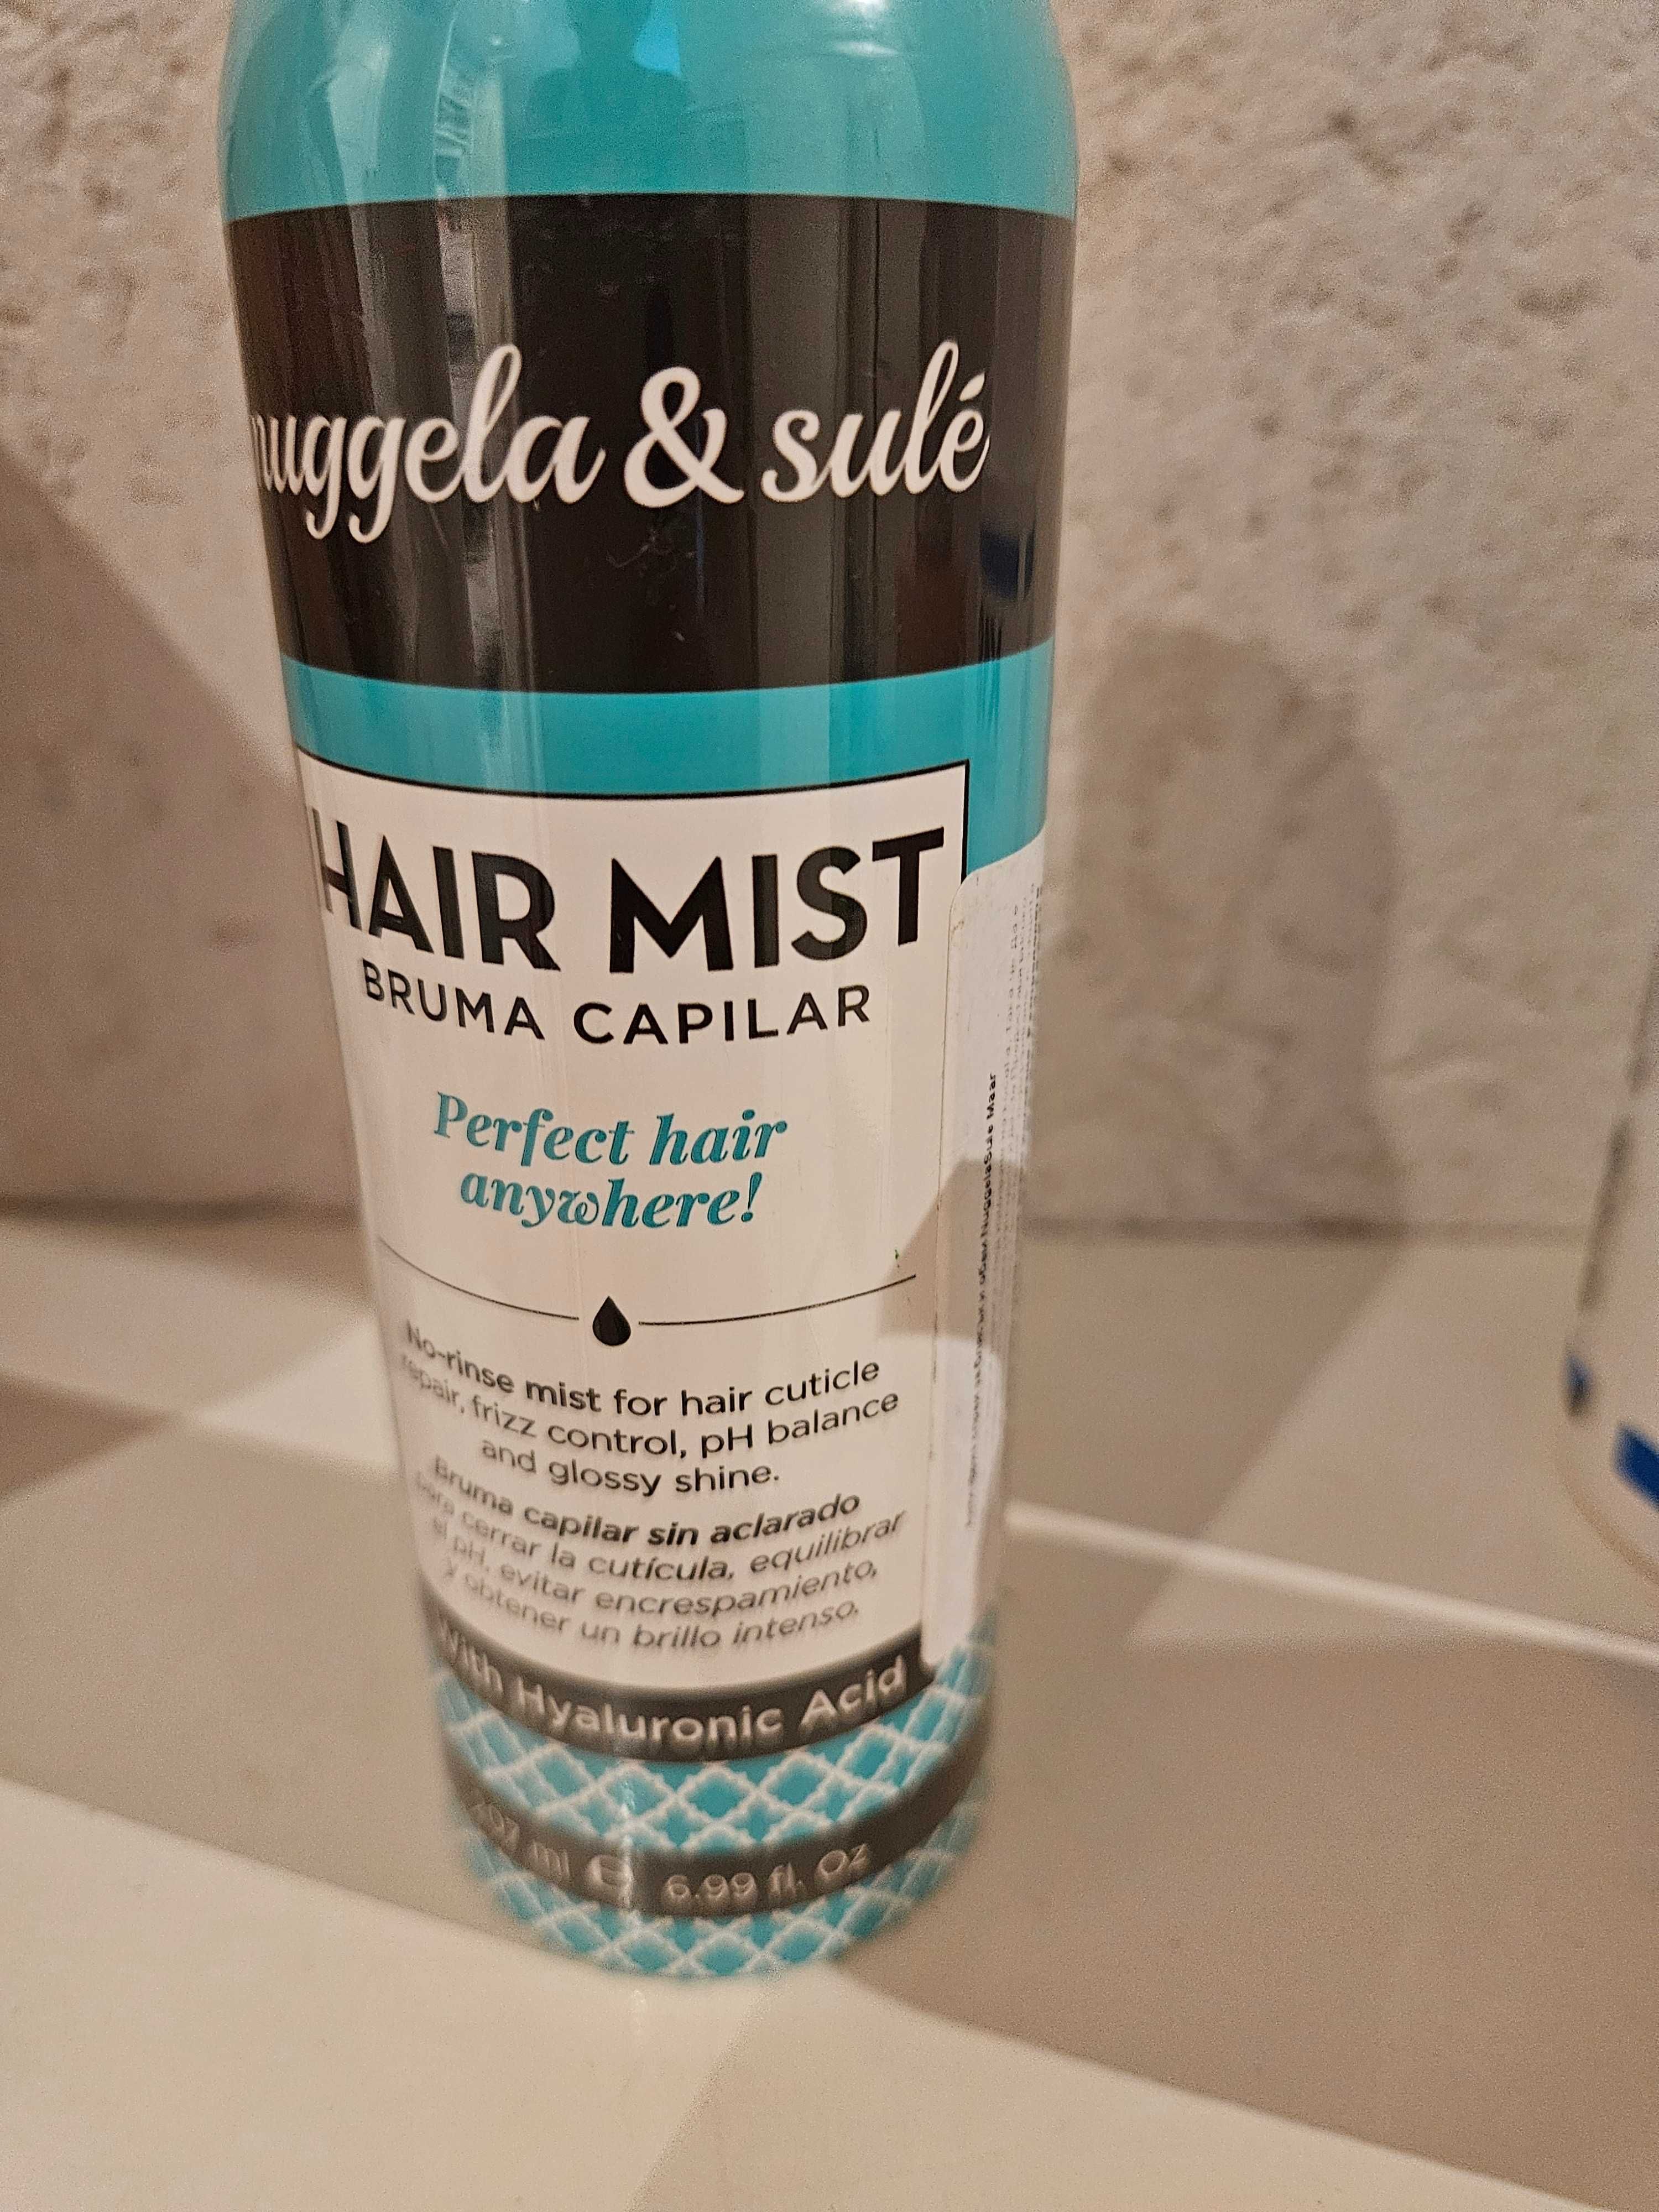 nuggela & sulé
HAIR MIST
BRUMA CAPILAR
Perfect hair
anywhere!
No-rinse mist for hair cuticle
repair, frizz control, pH balance
and glossy shine.
Bruma capilar sin aclarado
para cerrar la cutícula, equilibrar
el pH, evitar encrespamiento,
y obtener un brillo intenso.
With Hyaluronic Acid
ml e 6.99 fl. Oz